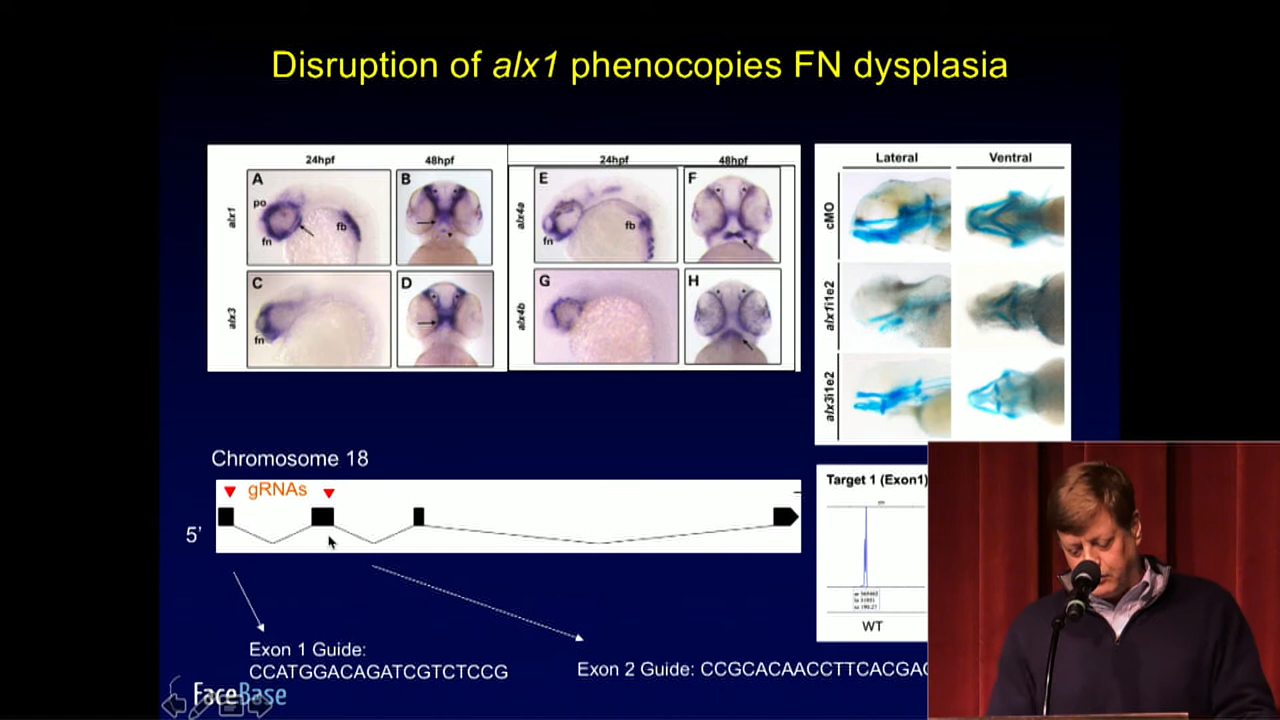 Disruption of alx1 phenocopies FN dysplasia
24hpf
48hpf
24hpf
48hpf
alx1
A
po
fn
fb
B
alx4a
E
fn
fb
F
alx3
C
fn
D
alx4b
G
H
Lateral
Ventral
cMO
alx1i1e2
alx3i1e2
Chromosome 18
gRNAs
5’
Exon 1 Guide:
CCATGGACAGATCGTCTCCG
Exon 2 Guide: CCGCACAACCTTCACGAG
Target 1 (Exon1)
WT
FaceBase